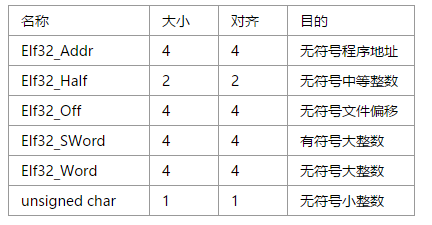 名称 大小 对齐 目的
Elf32_Addr 4 4 无符号程序地址
Elf32_Half 2 2 无符号中等整数
Elf32_Off 4 4 无符号文件偏移
Elf32_SWord 4 4 有符号大整数
Elf32_Word 4 4 无符号大整数
unsigned char 1 1 无符号小整数